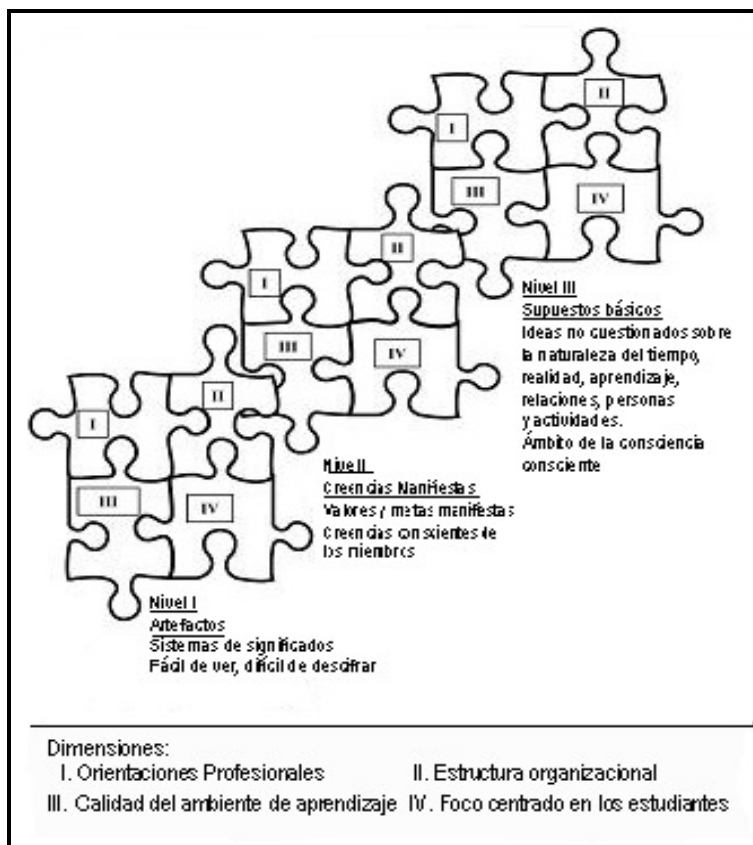 I
II
III
IV
Nivel III
Supuestos básicos
Ideas no cuestionados sobre
la naturaleza del tiempo,
realidad, aprendizaje,
relaciones, personas
y actividades.
Ámbito de la consciencia
consciente
I
II
III
IV
Nivel II
Creencias Manifiestas
Valores y metas manifiestas
Creencias conscientes de
los miembros
I
II
III
IV
Nivel I
Artefactos
Sistemas de significados
Fácil de ver, difícil de descifrar
Dimensiones:
I. Orientaciones Profesionales II. Estructura organizacional
III. Calidad del ambiente de aprendizaje IV. Foco centrado en los estudiantes